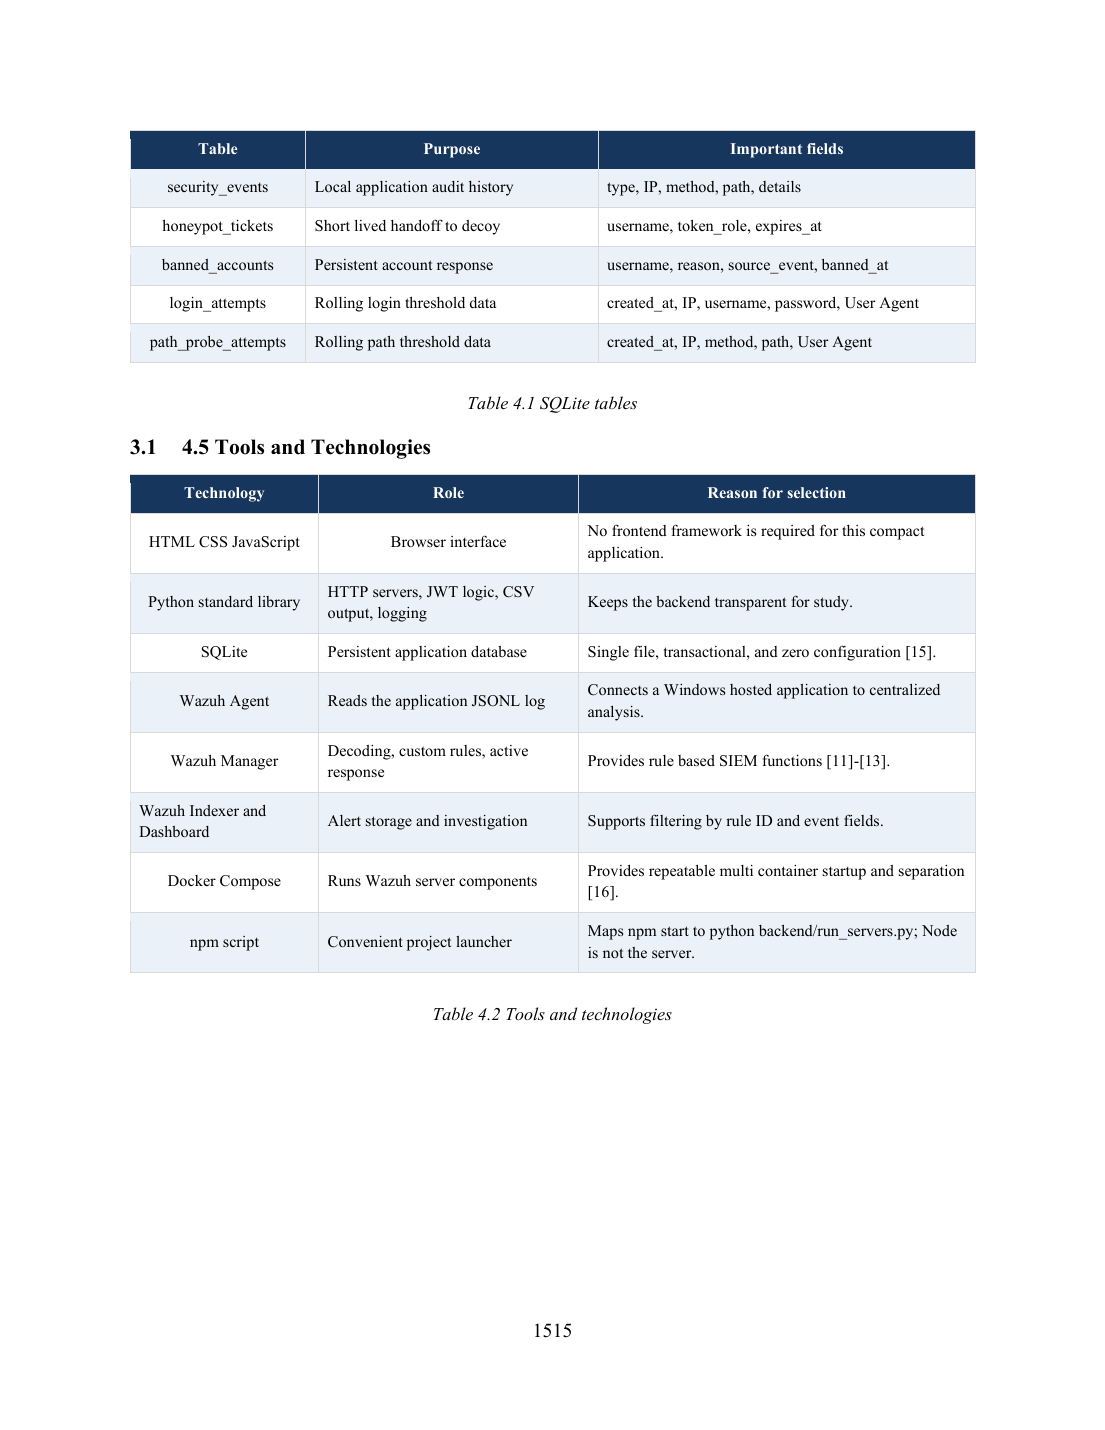 Table Purpose Important fields
security_events Local application audit history type, IP, method, path, details
honeypot_tickets Short lived handoff to decoy username, token_role, expires_at
banned_accounts Persistent account response username, reason, source_event, banned_at
login_attempts Rolling login threshold data created_at, IP, username, password, User Agent
path_probe_attempts Rolling path threshold data created_at, IP, method, path, User Agent
Table 4.1 SQLite tables
3.1 4.5 Tools and Technologies
Technology Role Reason for selection
HTML CSS JavaScript Browser interface No frontend framework is required for this compact
application.
Python standard library HTTP servers, JWT logic, CSV
output, logging Keeps the backend transparent for study.
SQLite Persistent application database Single file, transactional, and zero configuration [15].
Wazuh Agent Reads the application JSONL log Connects a Windows hosted application to centralized
analysis.
Wazuh Manager Decoding, custom rules, active
response Provides rule based SIEM functions [11]-[13].
Wazuh Indexer and
Dashboard Alert storage and investigation Supports filtering by rule ID and event fields.
Docker Compose Runs Wazuh server components Provides repeatable multi container startup and separation
[16].
npm script Convenient project launcher Maps npm start to python backend/run_servers.py; Node
is not the server.
Table 4.2 Tools and technologies
1515